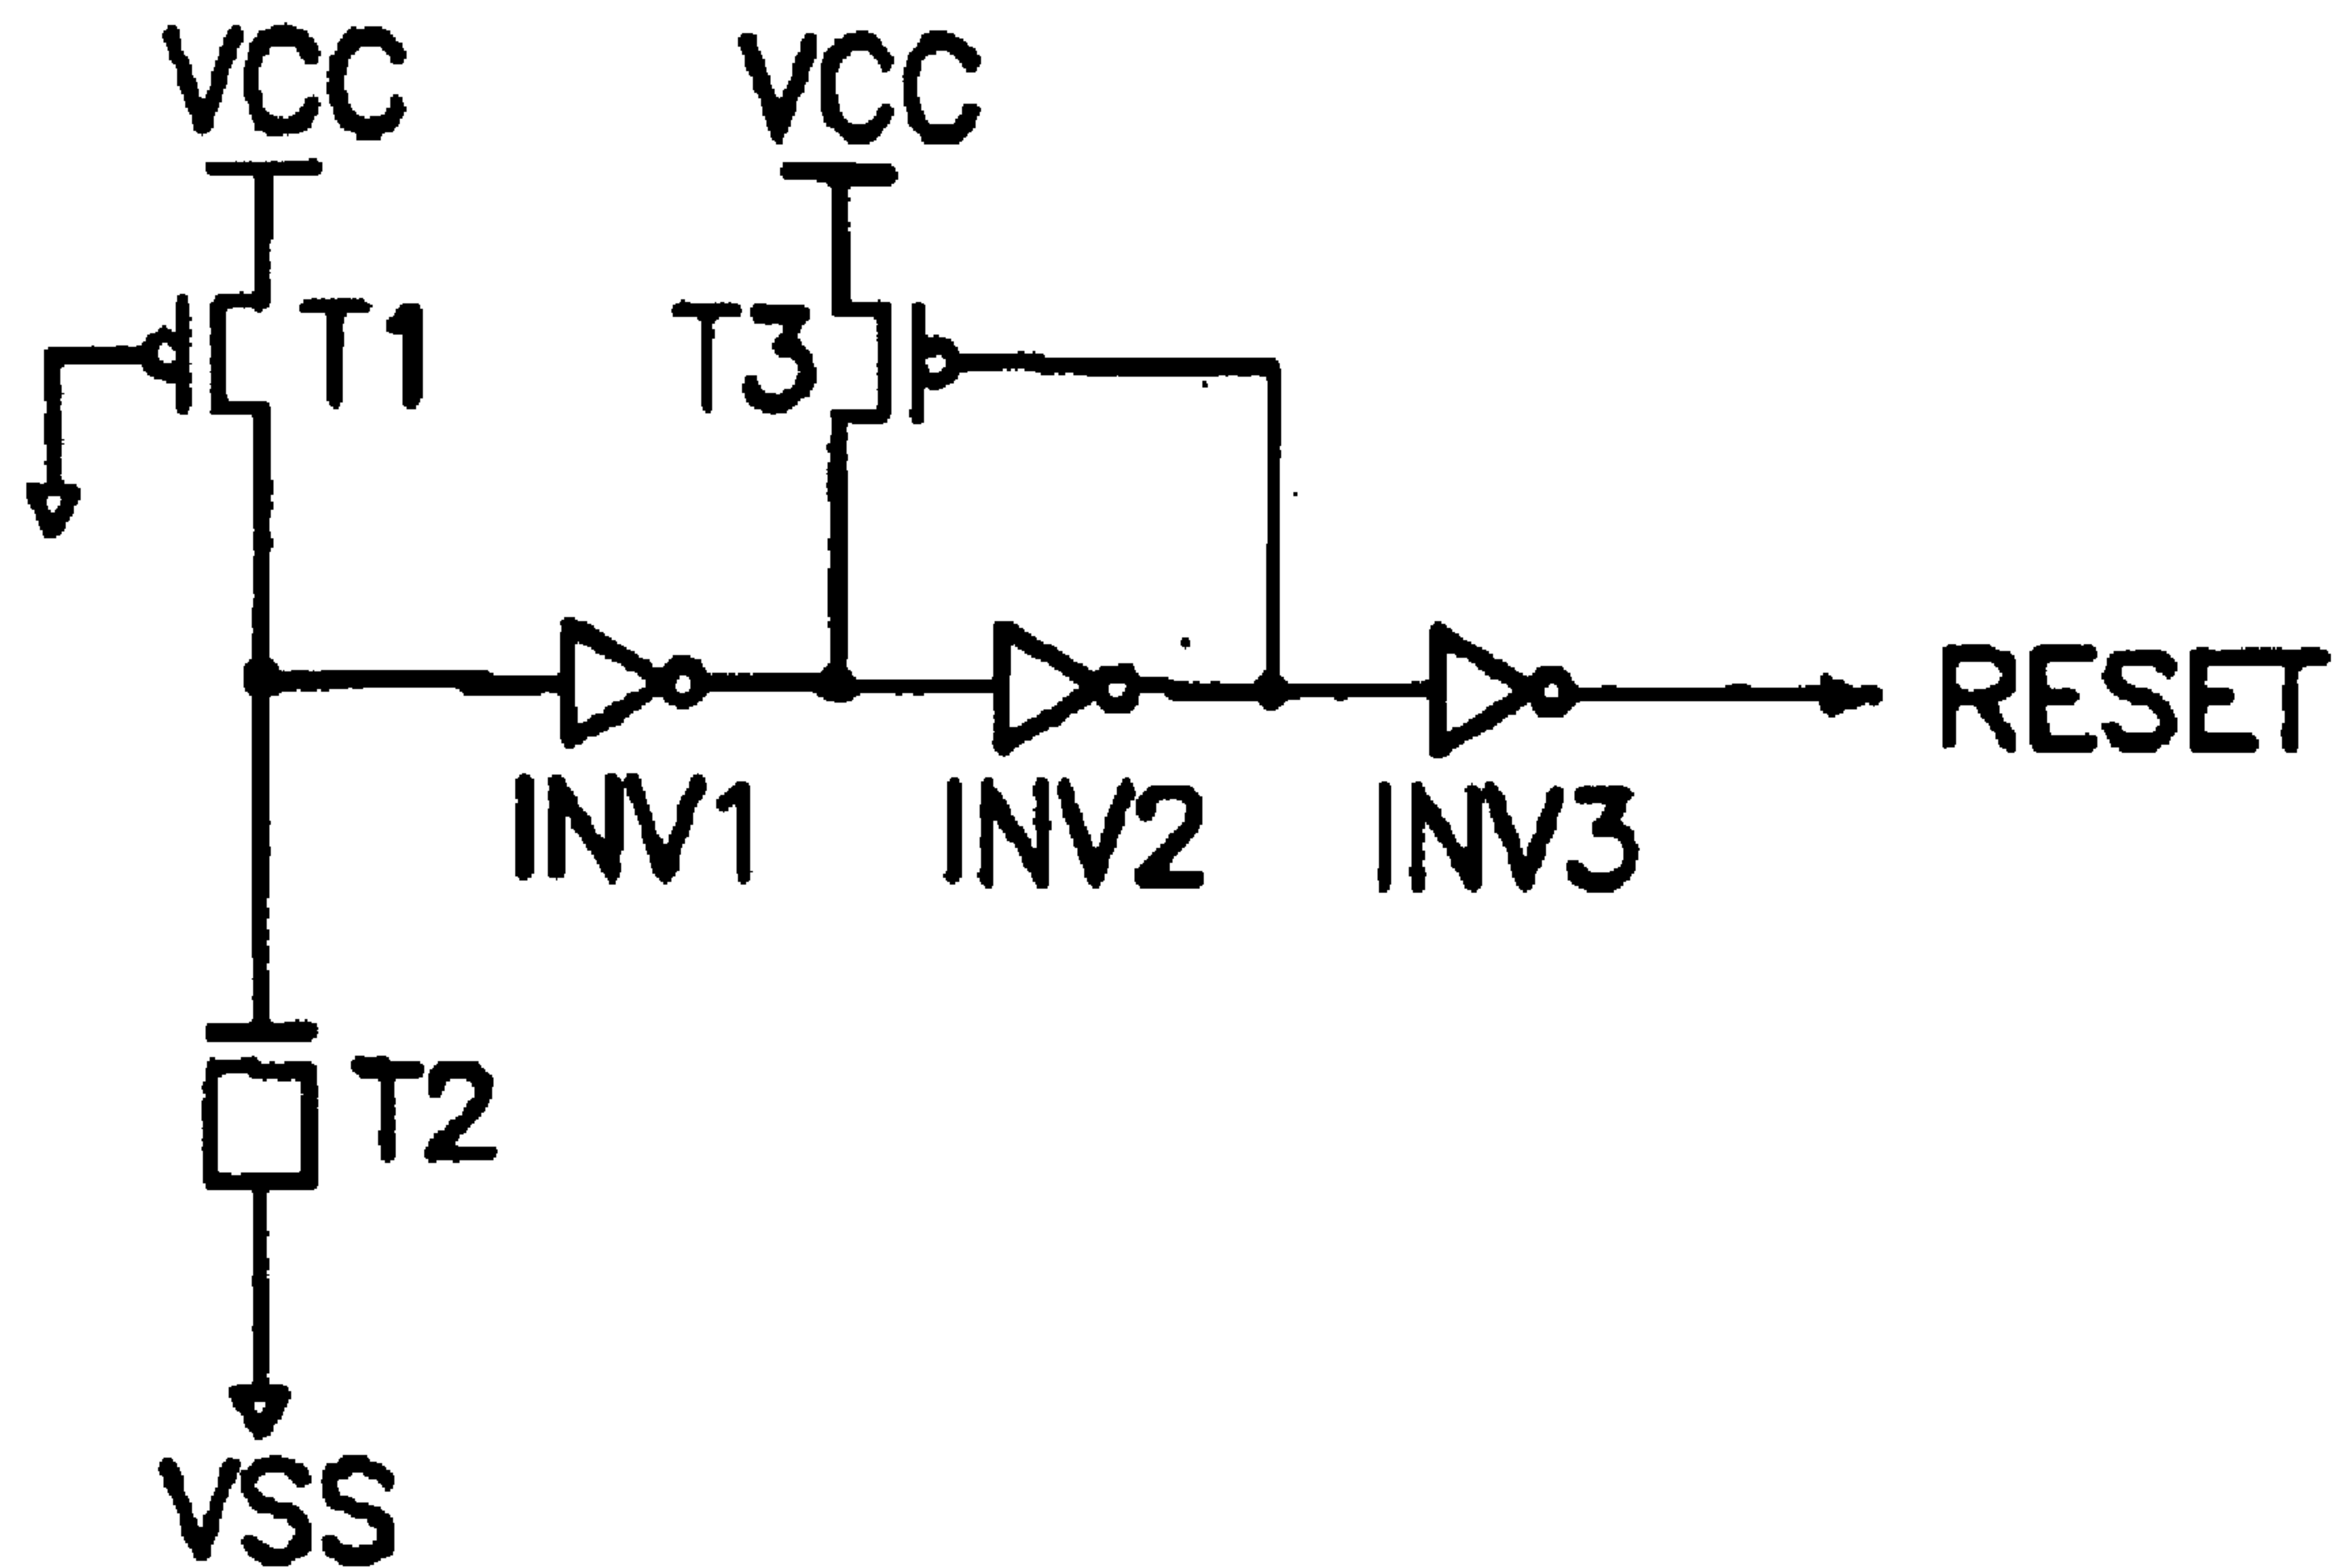 VCC VCC
T1 T3
RESET
INV1 INV2 INV3
T2
VSS